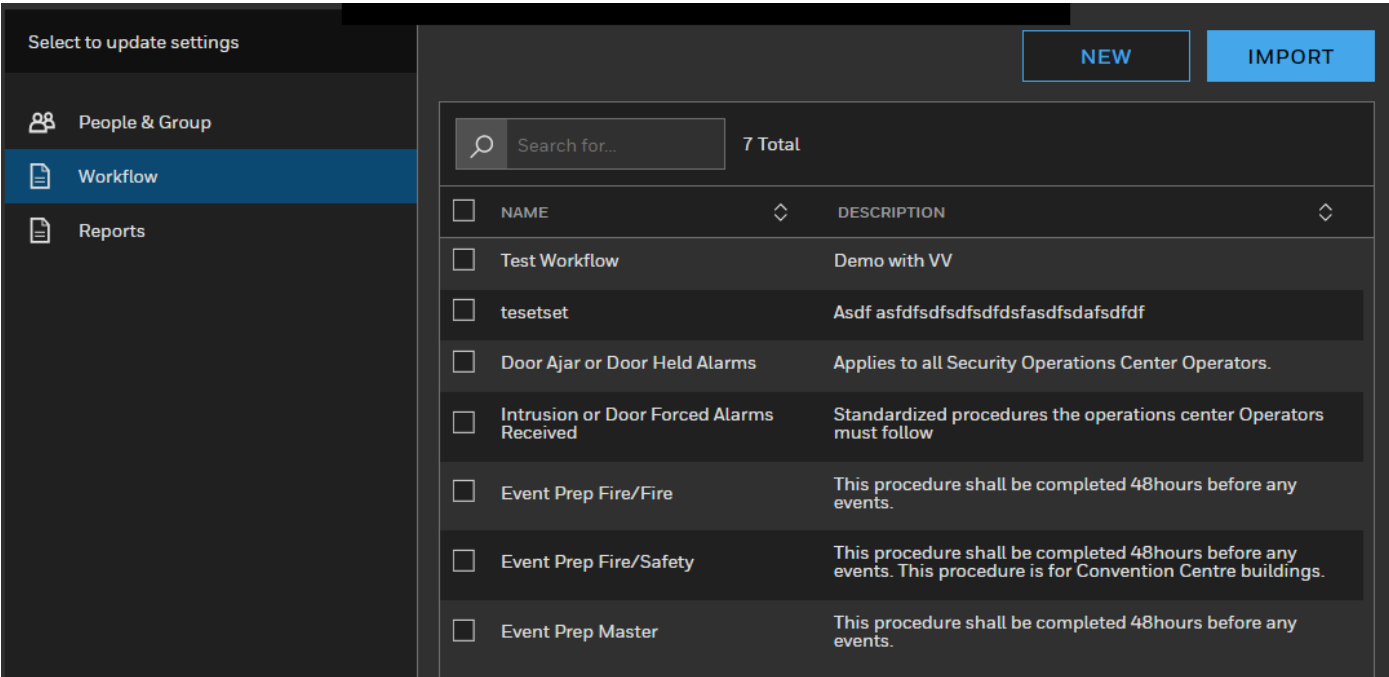 Select to update settings
NEW
IMPORT
People & Group
Workflow
Reports
Search for...
7 Total
NAME
DESCRIPTION
Test Workflow
Demo with VV
tesetset
Asdf asfdfsdfsdfsdfdsfasdfsdafsdfdf
Door Ajar or Door Held Alarms
Applies to all Security Operations Center Operators.
Intrusion or Door Forced Alarms
Received
Standardized procedures the operations center Operators
must follow
Event Prep Fire/Fire
This procedure shall be completed 48hours before any
events.
Event Prep Fire/Safety
This procedure shall be completed 48hours before any
events. This procedure is for Convention Centre buildings.
Event Prep Master
This procedure shall be completed 48hours before any
events.